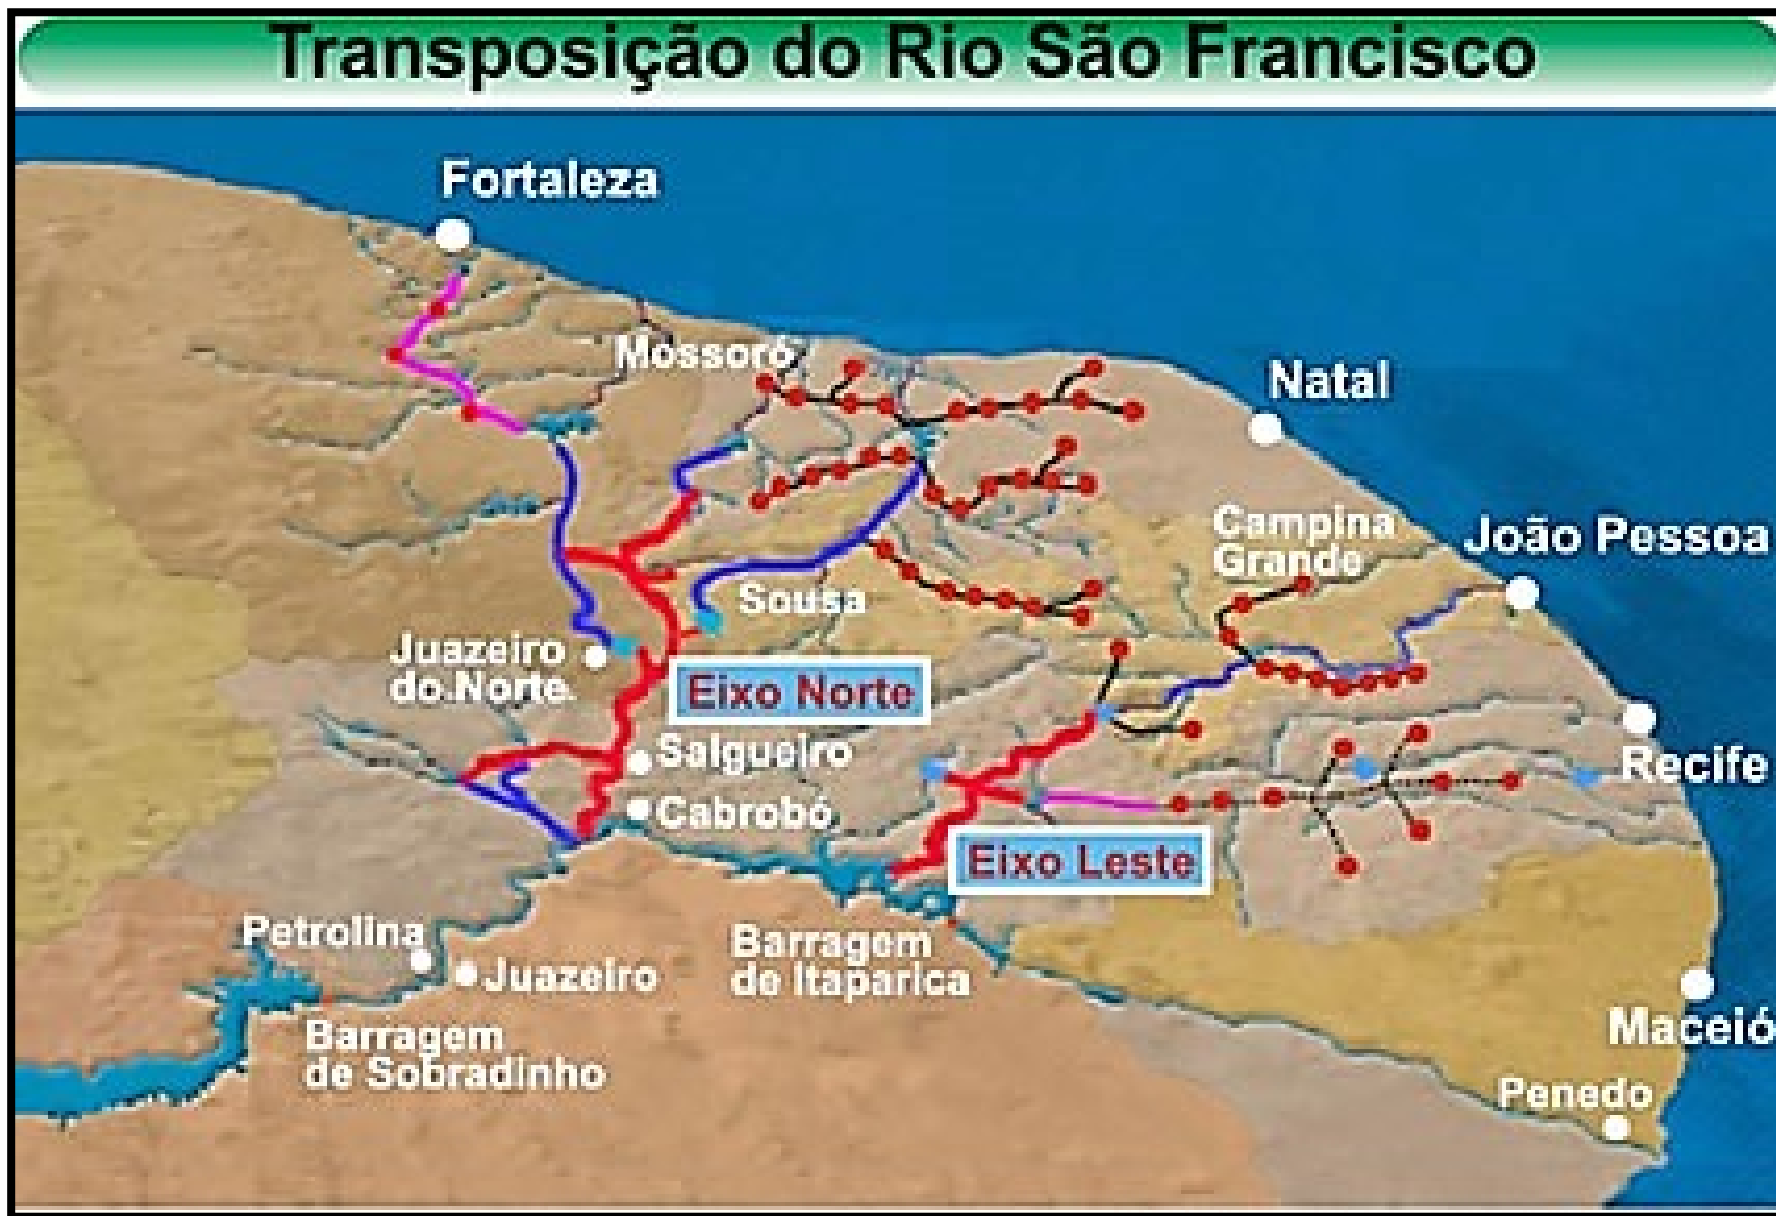 Transposição do Rio São Francisco
Fortaleza
Mossoró
Natal
Campina
Grande
João Pessoa
Sousa
Juazeiro
do.Norte.
Eixo Norte
Salgueiro
Recife
Cabrobó
Eixo Leste
Petrolina
Juazeiro
Barragem
de Itaparica
Barragem
de Sobradinho
Maceió
Penedo